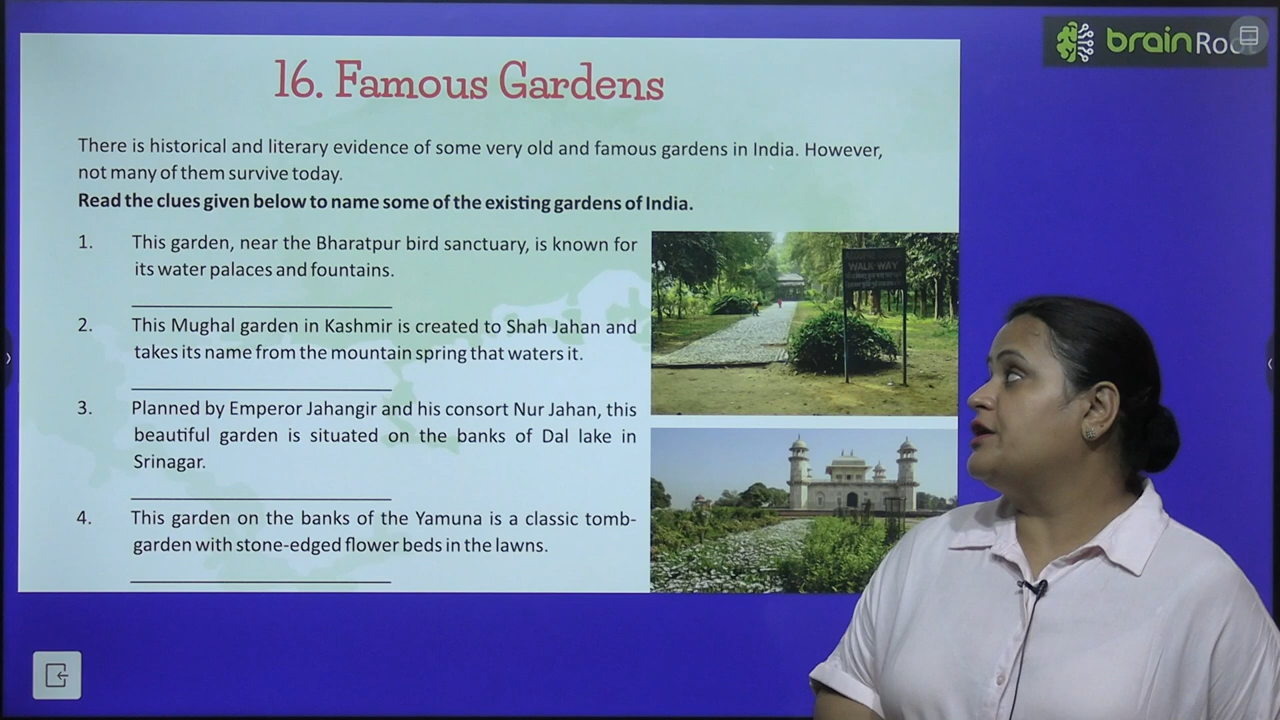 brainRoot
16. Famous Gardens
There is historical and literary evidence of some very old and famous gardens in India. However,
not many of them survive today.
Read the clues given below to name some of the existing gardens of India.
1. This garden, near the Bharatpur bird sanctuary, is known for
its water palaces and fountains.
2. This Mughal garden in Kashmir is created to Shah Jahan and
takes its name from the mountain spring that waters it.
3. Planned by Emperor Jahangir and his consort Nur Jahan, this
beautiful garden is situated on the banks of Dal lake in
Srinagar.
4. This garden on the banks of the Yamuna is a classic tomb-
garden with stone-edged flower beds in the lawns.
WALK WAY